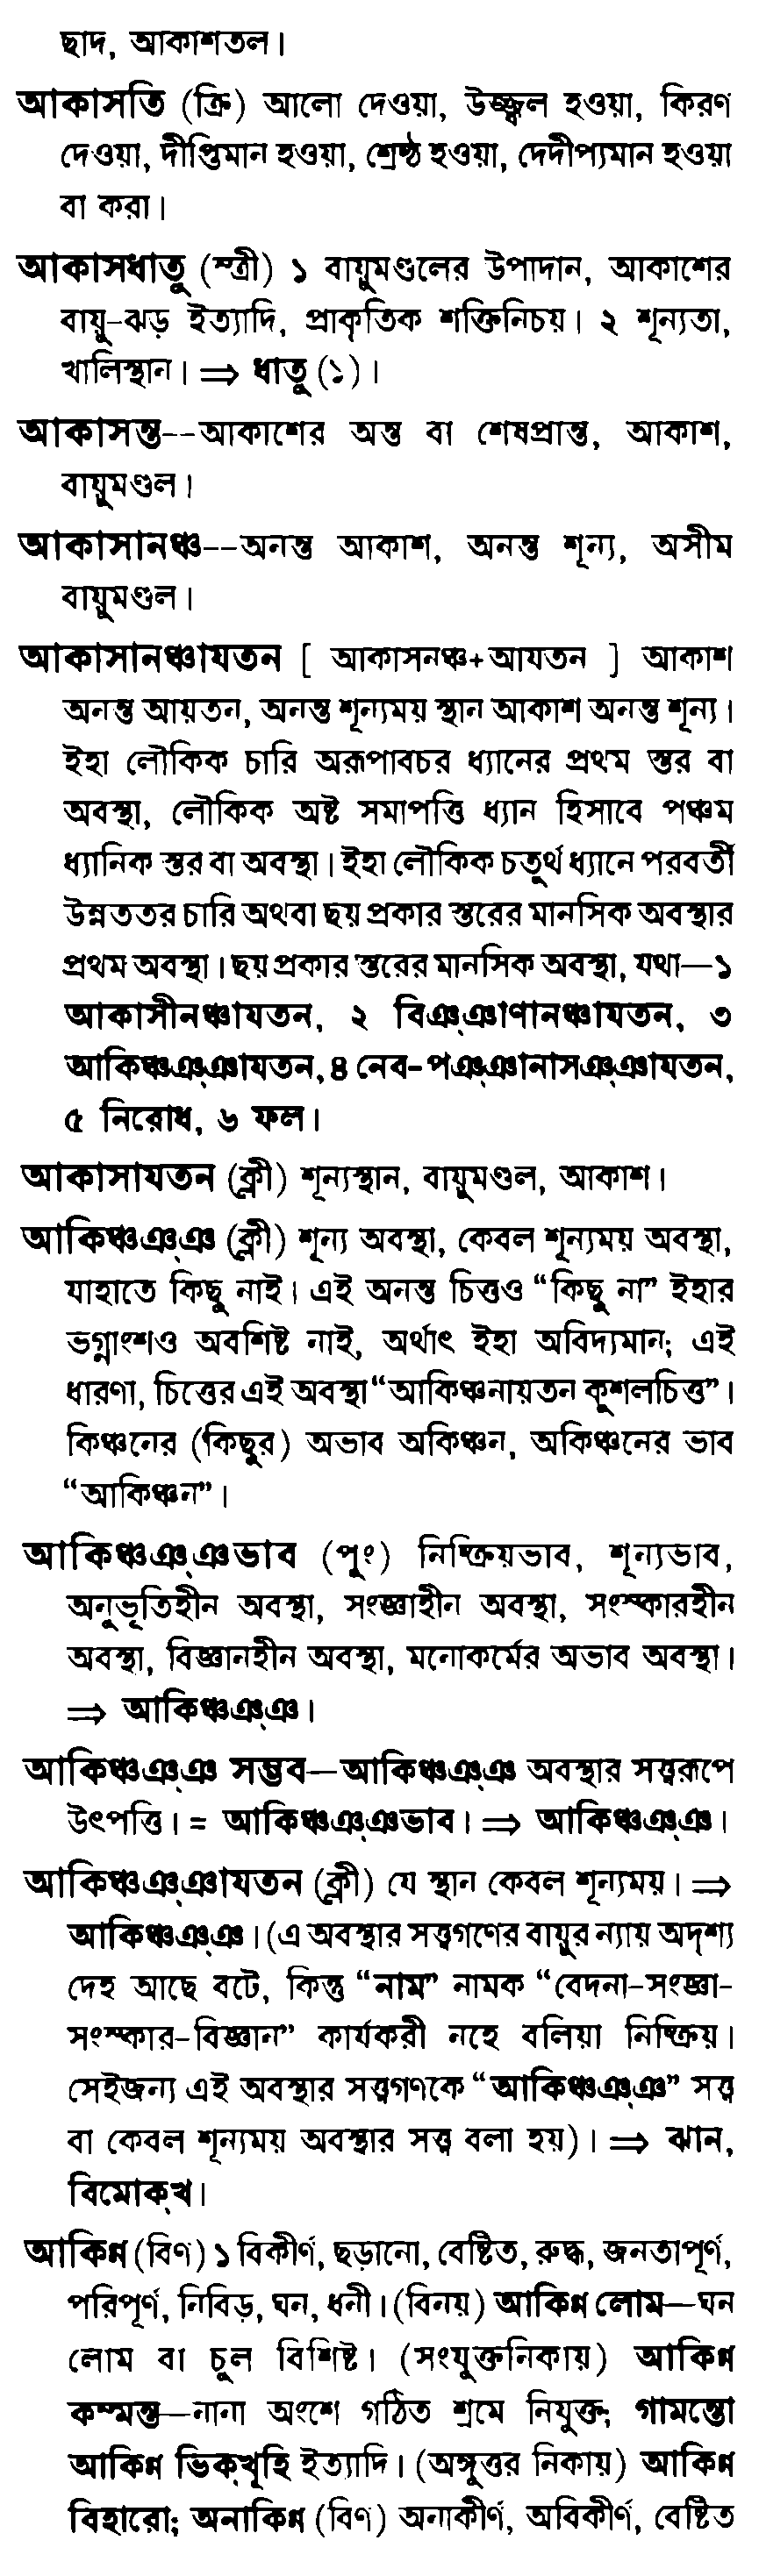 ছাদ, আকাশতল।
আকাসতি (ক্রি) আলো দেওয়া, উজ্জ্বল হওয়া, কিরণ
দেওয়া, দীপ্তিমান হওয়া, শ্রেষ্ঠ হওয়া, দেদীপ্যমান হওয়া
বা করা।
আকাসধাতু (স্ত্রী) ১ বায়ুমণ্ডলের উপাদান, আকাশের
বায়ু-ঝড় ইত্যাদি, প্রাকৃতিক শক্তিনিচয়। ২ শূন্যতা,
খালিস্থান। ⇒ ধাতু (১)।
আকাসন্ত--আকাশের অন্ত বা শেষপ্রান্ত, আকাশ,
বায়ুমণ্ডল।
আকাসানঞ্চ--অনন্ত আকাশ, অনন্ত শূন্য, অসীম
বায়ুমণ্ডল।
আকাসানঞ্চাযতন [ আকাসনঞ্চ+আযতন ] আকাশ
অনন্ত আয়তন, অনন্ত শূন্যময় স্থান আকাশ অনন্ত শূন্য।
ইহা লৌকিক চারি অরূপাবচর ধ্যানের প্রথম স্তর বা
অবস্থা, লৌকিক অষ্ট সমাপত্তি ধ্যান হিসাবে পঞ্চম
ধ্যানিক স্তর বা অবস্থা। ইহা লৌকিক চতুর্থ ধ্যানে পরবর্তী
উন্নততর চারি অথবা ছয় প্রকার স্তরের মানসিক অবস্থার
প্রথম অবস্থা। ছয় প্রকার স্তরের মানসিক অবস্থা, যথা—১
আকাসীনঞ্চাযতন, ২ বিঞ্ঞাণানঞ্চাযতন, ৩
আকিঞ্চঞ্ঞাযতন, ৪ নেব-পঞ্ঞানাসঞ্ঞাযতন,
৫ নিরোধ, ৬ ফল।
আকাসাযতন (ক্লী) শূন্যস্থান, বায়ুমণ্ডল, আকাশ।
আকিঞ্চঞ্ঞ (ক্লী) শূন্য অবস্থা, কেবল শূন্যময় অবস্থা,
যাহাতে কিছু নাই। এই অনন্ত চিত্তও “কিছু না” ইহার
ভগ্নাংশও অবশিষ্ট নাই, অর্থাৎ ইহা অবিদ্যমান; এই
ধারণা, চিত্তের এই অবস্থা “আকিঞ্চনায়তন কুশলচিত্ত”।
কিঞ্চনের (কিছুর) অভাব অকিঞ্চন, অকিঞ্চনের ভাব
“আকিঞ্চন”।
আকিঞ্চঞ্ঞভাব (পুং) নিষ্ক্রিয়ভাব, শূন্যভাব,
অনুভূতিহীন অবস্থা, সংজ্ঞাহীন অবস্থা, সংস্কারহীন
অবস্থা, বিজ্ঞানহীন অবস্থা, মনোকর্মের অভাব অবস্থা।
⇒ আকিঞ্চঞ্ঞ।
আকিঞ্চঞ্ঞ সম্ভব—আকিঞ্চঞ্ঞ অবস্থার সত্ত্বরূপে
উৎপত্তি। = আকিঞ্চঞ্ঞভাব। ⇒ আকিঞ্চঞ্ঞ।
আকিঞ্চঞ্ঞাযতন (ক্লী) যে স্থান কেবল শূন্যময়। ⇒
আকিঞ্চঞ্ঞ। (এ অবস্থার সত্ত্বগণের বায়ুর ন্যায় অদৃশ্য
দেহ আছে বটে, কিন্তু “নাম” নামক “বেদনা-সংজ্ঞা-
সংস্কার-বিজ্ঞান” কার্যকরী নহে বলিয়া নিষ্ক্রিয়।
সেইজন্য এই অবস্থার সত্ত্বগণকে “আকিঞ্চঞ্ঞ” সত্ত্ব
বা কেবল শূন্যময় অবস্থার সত্ত্ব বলা হয়)। ⇒ ঝান,
বিমোক্খ।
আকিন্ন (বিণ) ১ বিকীর্ণ, ছড়ানো, বেষ্টিত, রুদ্ধ, জনতাপূর্ণ,
পরিপূর্ণ, নিবিড়, ঘন, ধনী। (বিনয়) আকিন্ন লোম—ঘন
লোম বা চুল বিশিষ্ট। (সংযুক্তনিকায়) আকিন্ন
কম্মন্ত—নানা অংশে গঠিত শ্রমে নিযুক্ত; গামন্তো
আকিন্ন ভিক্খূহি ইত্যাদি। (অঙ্গুত্তর নিকায়) আকিন্ন
বিহারো; অনাকিন্ন (বিণ) অনাকীর্ণ, অবিকীর্ণ, বেষ্টিত